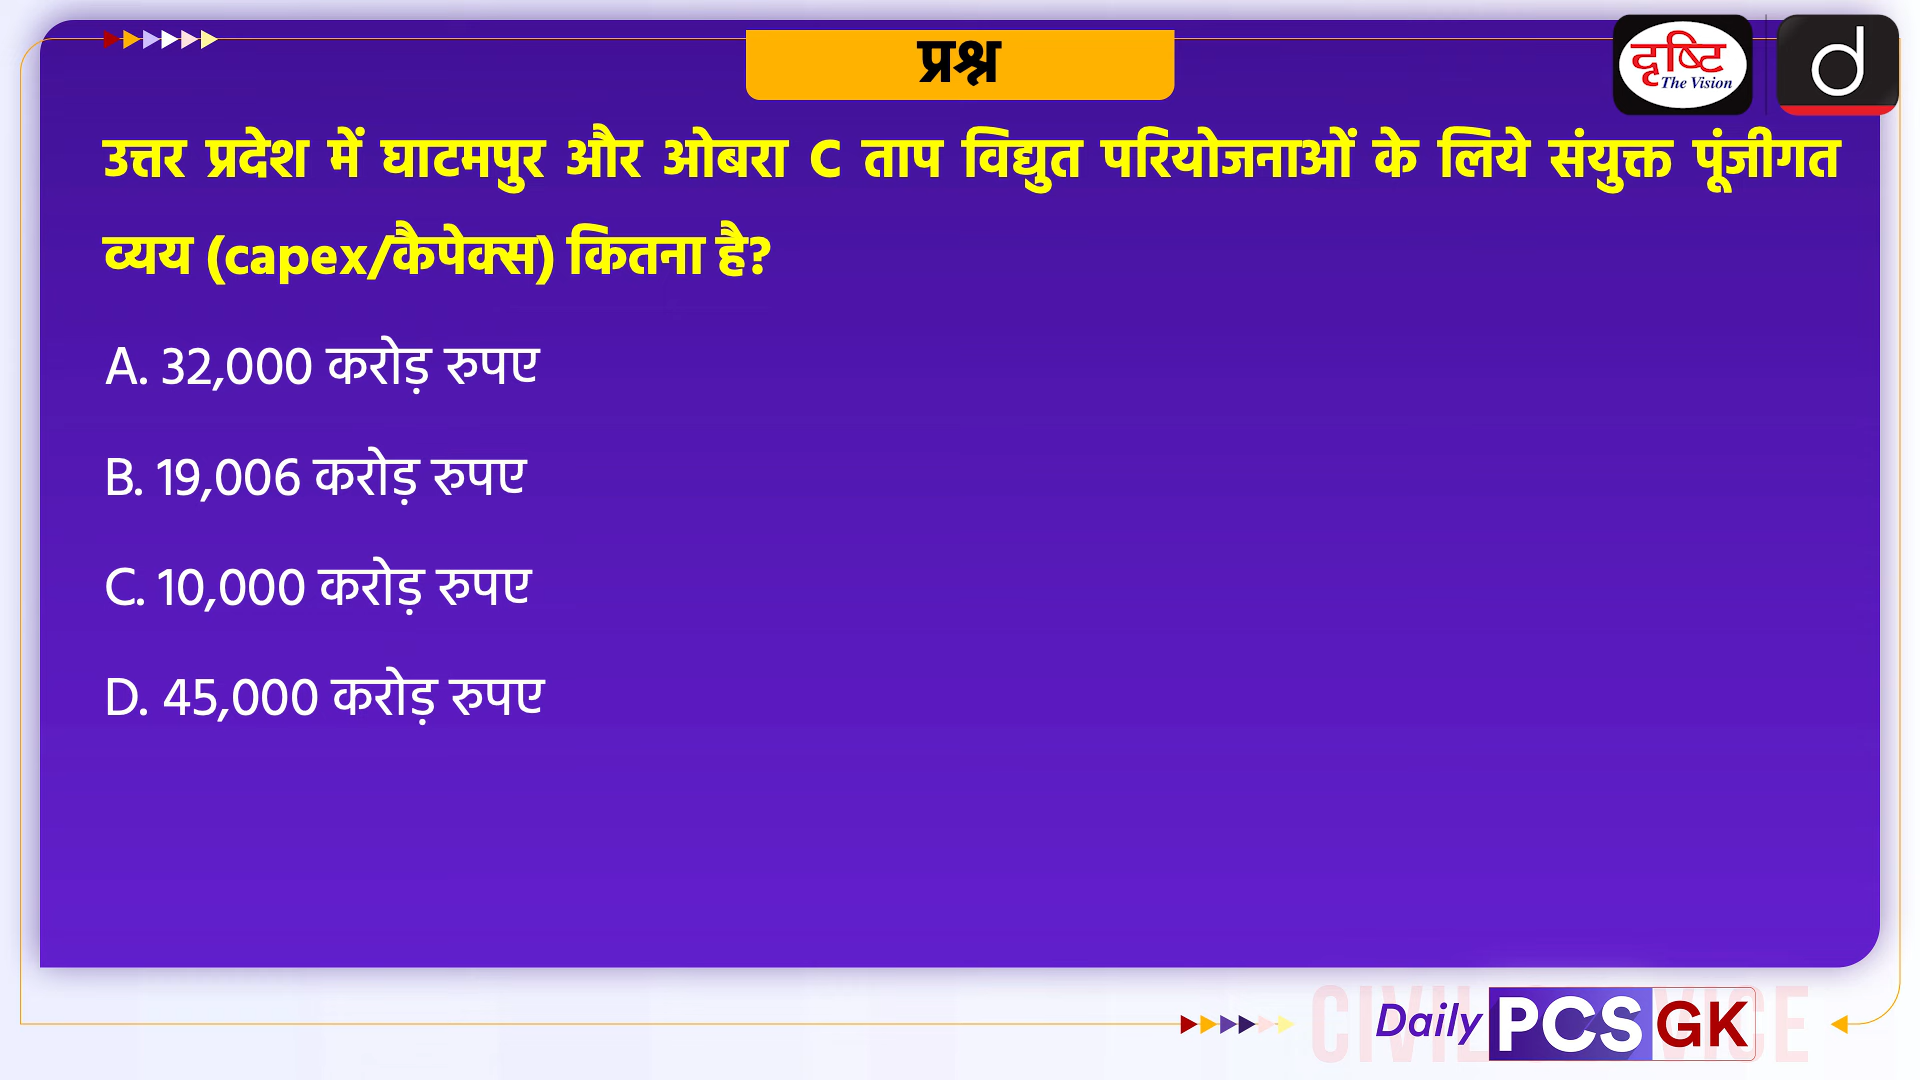 प्रश्न
दृष्टि
The Vision
d
उत्तर प्रदेश में घाटमपुर और ओबरा C ताप विद्युत परियोजनाओं के लिये संयुक्त पूंजीगत
व्यय (capex/कैपेक्स) कितना है?
A. 32,000 करोड़ रुपए
B. 19,006 करोड़ रुपए
C. 10,000 करोड़ रुपए
D. 45,000 करोड़ रुपए
Daily PCS GK